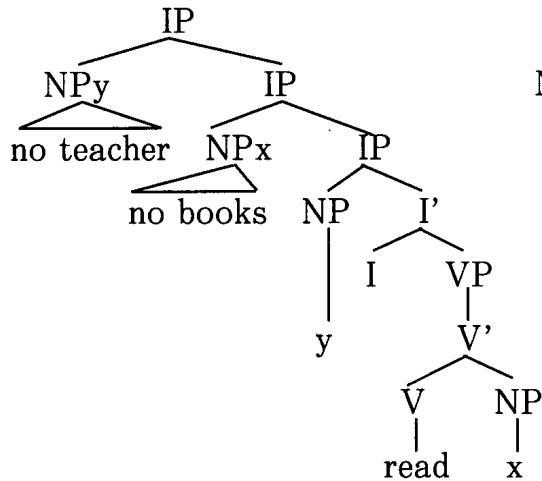 IP
NPy IP N
no teacher NPx IP
no books NP I'
I VP
y V'
V NP
read x